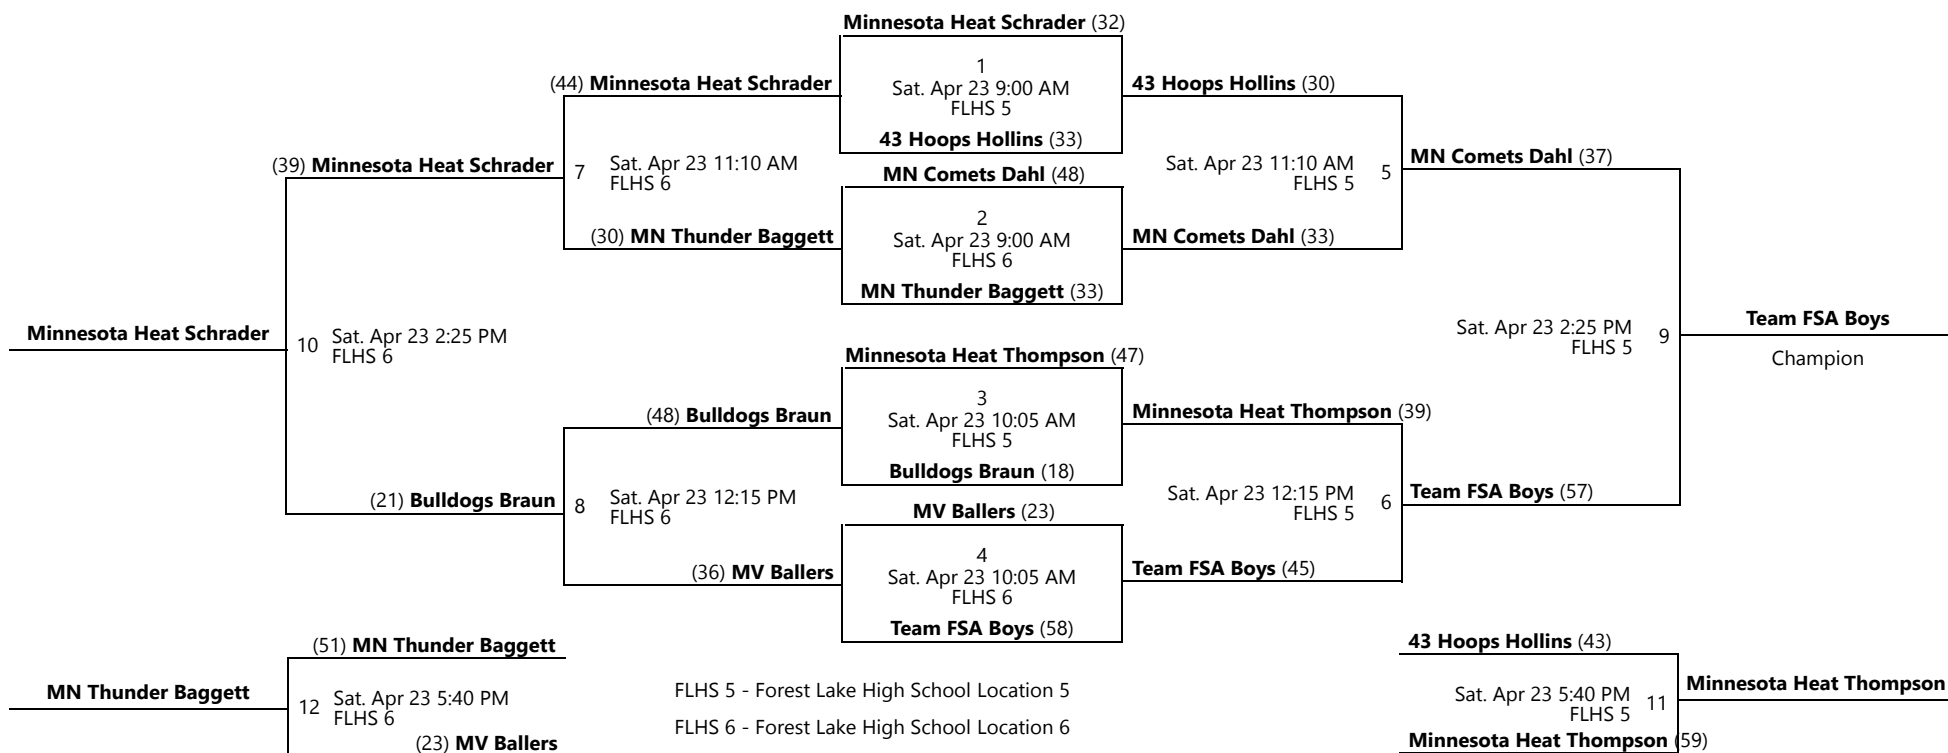 Minnesota Heat Schrader (32)
1
Sat. Apr 23 9:00 AM
FLHS 5
43 Hoops Hollins (33)
(44) Minnesota Heat Schrader
43 Hoops Hollins (30)
(39) Minnesota Heat Schrader
7 Sat. Apr 23 11:10 AM
FLHS 6
MN Comets Dahl (48)
2
Sat. Apr 23 9:00 AM
FLHS 6
MN Thunder Baggett (33)
Sat. Apr 23 11:10 AM 5
FLHS 5
MN Comets Dahl (37)
(30) MN Thunder Baggett
MN Comets Dahl (33)
Minnesota Heat Schrader
10 Sat. Apr 23 2:25 PM
FLHS 6
Sat. Apr 23 2:25 PM 9
FLHS 5
Team FSA Boys
Champion
Minnesota Heat Thompson (47)
3
Sat. Apr 23 10:05 AM
FLHS 5
Bulldogs Braun (18)
(48) Bulldogs Braun
Minnesota Heat Thompson (39)
(21) Bulldogs Braun
8 Sat. Apr 23 12:15 PM
FLHS 6
MV Ballers (23)
4
Sat. Apr 23 10:05 AM
FLHS 6
Team FSA Boys (58)
Sat. Apr 23 12:15 PM 6
FLHS 5
Team FSA Boys (57)
(36) MV Ballers
Team FSA Boys (45)
(51) MN Thunder Baggett
MN Thunder Baggett
12 Sat. Apr 23 5:40 PM
FLHS 6
(23) MV Ballers
FLHS 5 - Forest Lake High School Location 5
FLHS 6 - Forest Lake High School Location 6
43 Hoops Hollins (43)
Sat. Apr 23 5:40 PM 11
FLHS 5
Minnesota Heat Thompson
Minnesota Heat Thompson (59)